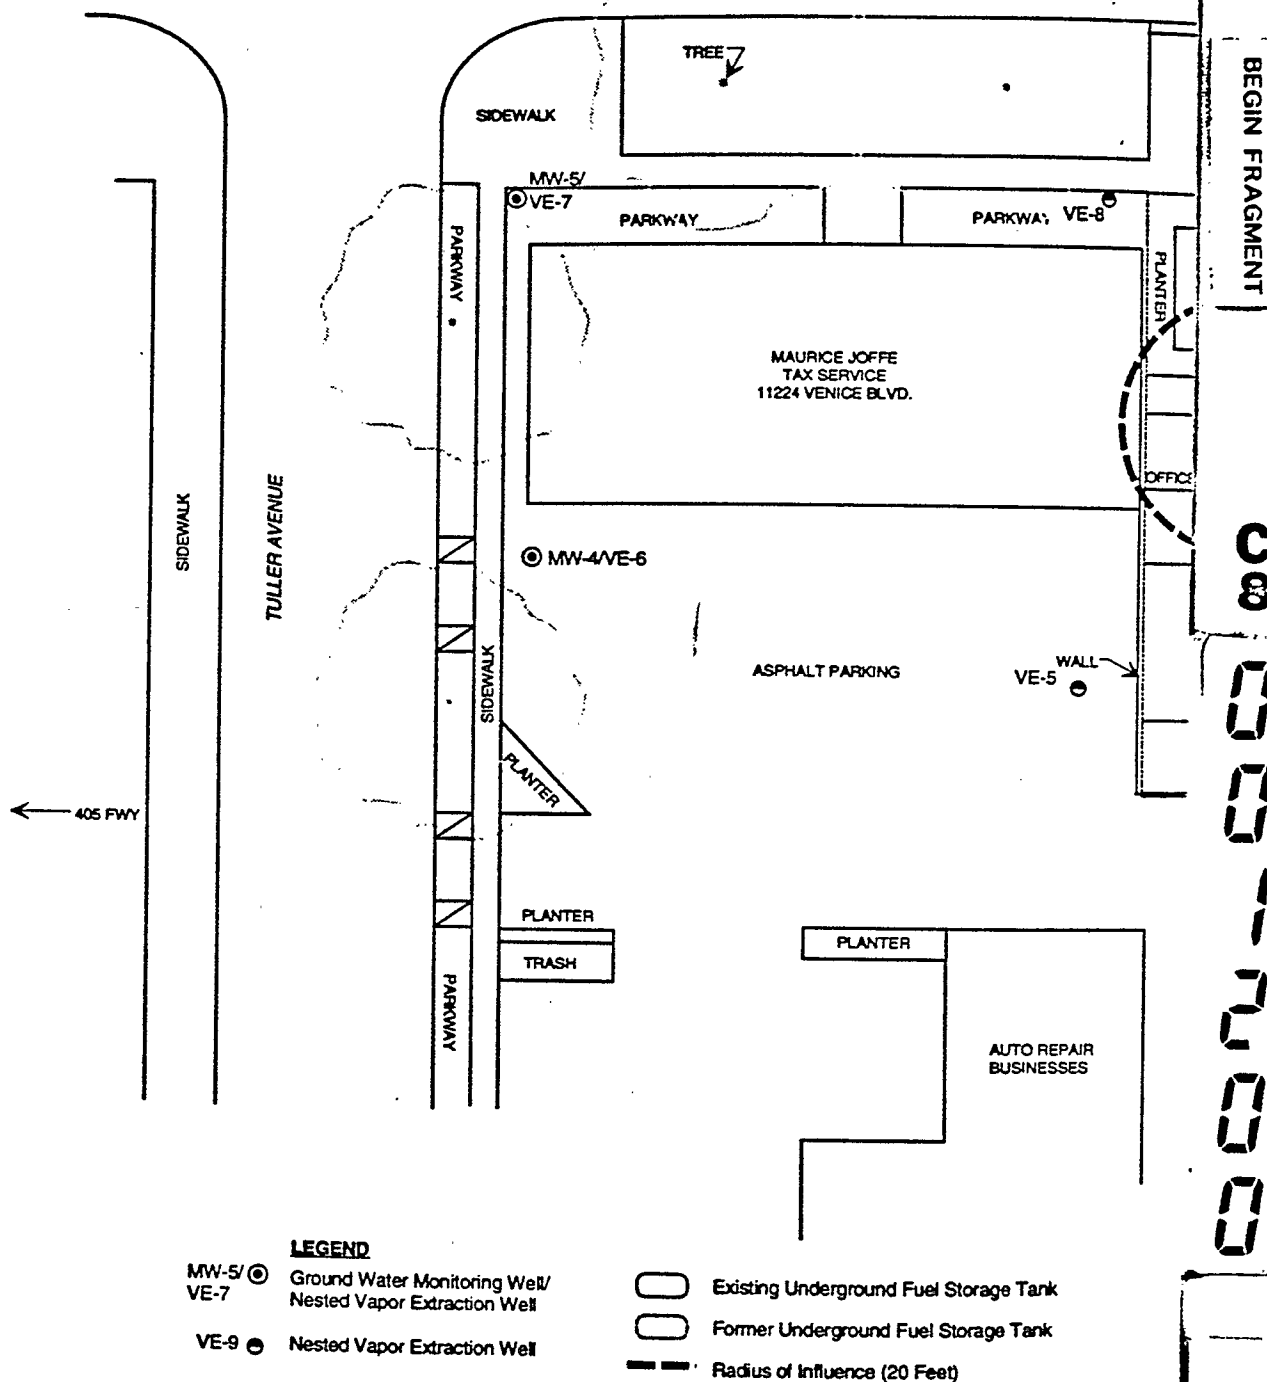 TREE
BEGIN FRAGMENT
SIDEWALK
MW-5/
VE-7
PARKWAY
PARKWAY
VE-8
PARKWAY
PLANTER
MAURICE JOFFE
TAX SERVICE
11224 VENICE BLVD.
OFFICE
SIDEWALK
TULLER AVENUE
MW-4/VE-6
C
8
001200
SIDEWALK
ASPHALT PARKING
WALL
VE-5
PLANTER
405 FWY
PLANTER
TRASH
PLANTER
PARKWAY
AUTO REPAIR
BUSINESSES
LEGEND
MW-5/
VE-7
Ground Water Monitoring Well/
Nested Vapor Extraction Well
VE-9
Nested Vapor Extraction Well
Existing Underground Fuel Storage Tank
Former Underground Fuel Storage Tank
Radius of Influence (20 Feet)